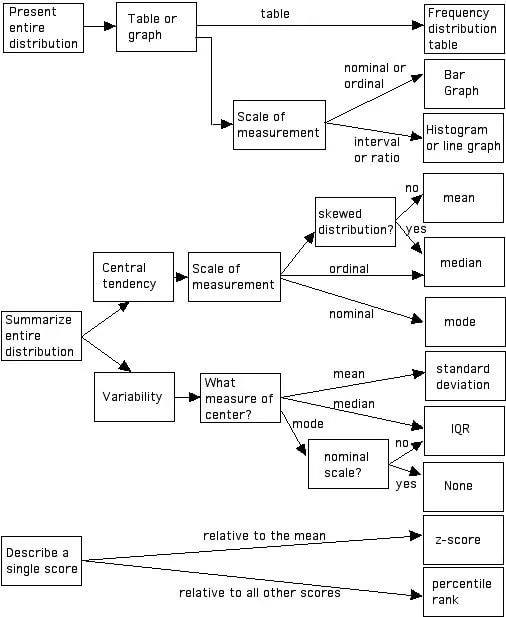 Present
entire
distribution
Table or
graph
table
Frequency
distribution
table
nominal or
ordinal
Bar
Graph
Scale of
measurement
interval
or ratio
Histogram
or line graph
skewed
distribution?
no
mean
yes
median
Central
tendency
Scale of
measurement
ordinal
nominal
mode
Summarize
entire
distribution
Variability
What
measure of
center?
mean
standard
deviation
median
IQR
mode
nominal
scale?
no
yes
None
Describe a
single score
relative to the mean
z-score
relative to all other scores
percentile
rank